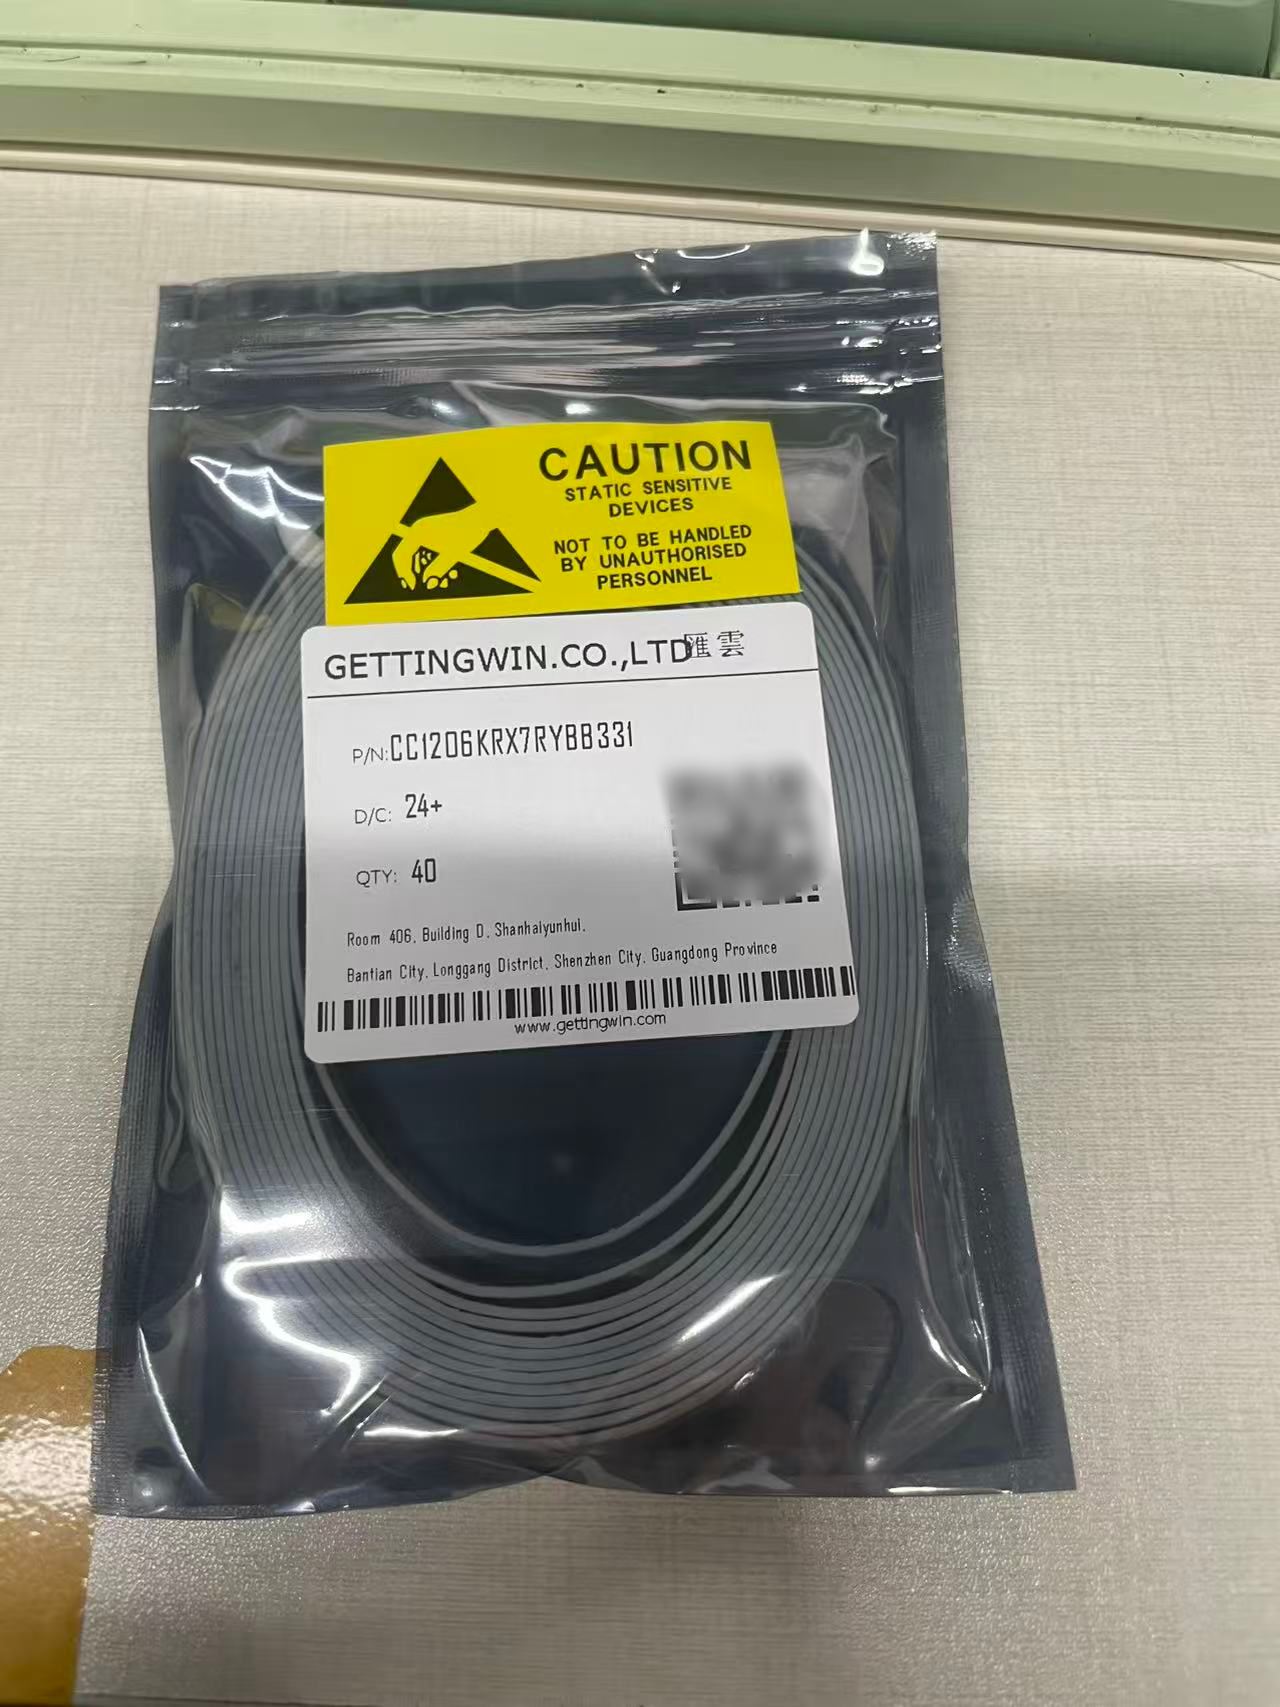 CAUTION
STATIC SENSITIVE
DEVICES
NOT TO BE HANDLED
BY UNAUTHORISED
PERSONNEL
GETTINGWIN.CO.,LTD匯雲
P/N:CC1206KRX7RYBB331
D/C: 24+
QTY: 40
Room 406, Building D, Shanhaiyunhui,
Bantian City, Longgang District, Shenzhen City, Guangdong Province
www.gettingwin.com